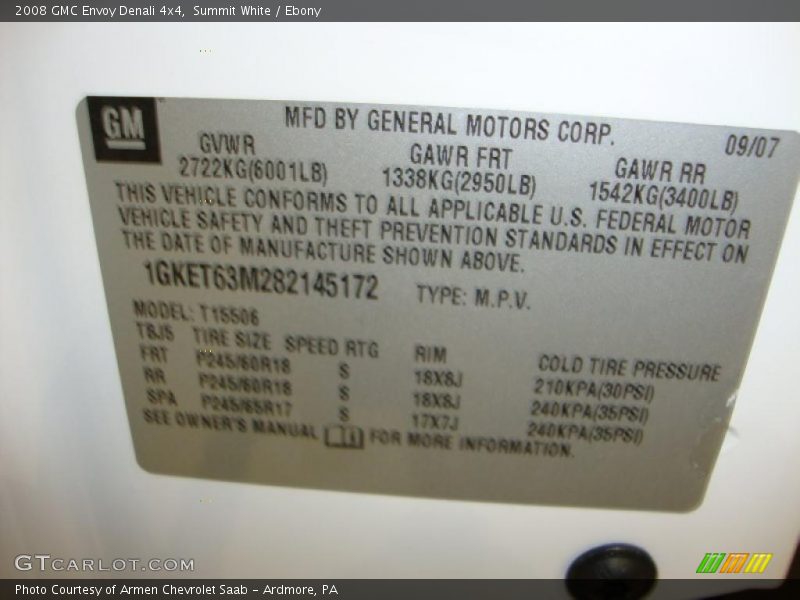 2008 GMC Envoy Denali 4x4, Summit White / Ebony
GM
MFD BY GENERAL MOTORS CORP.
09/07
GVWR GAWR FRT GAWR RR
2722KG(6001LB) 1338KG(2950LB) 1542KG(3400LB)
THIS VEHICLE CONFORMS TO ALL APPLICABLE U.S. FEDERAL MOTOR
VEHICLE SAFETY AND THEFT PREVENTION STANDARDS IN EFFECT ON
THE DATE OF MANUFACTURE SHOWN ABOVE.
1GKET63M282145172 TYPE: M.P.V.
MODEL: T15506
T8J5 TIRE SIZE SPEED RTG RIM COLD TIRE PRESSURE
FRT P245/60R18 S 18X8J 210KPA(30PSI)
RR P245/60R18 S 18X8J 240KPA(35PSI)
SPA P245/65R17 S 17X7J 240KPA(35PSI)
SEE OWNER'S MANUAL FOR MORE INFORMATION.
GTCARLOT.COM
Photo Courtesy of Armen Chevrolet Saab - Ardmore, PA